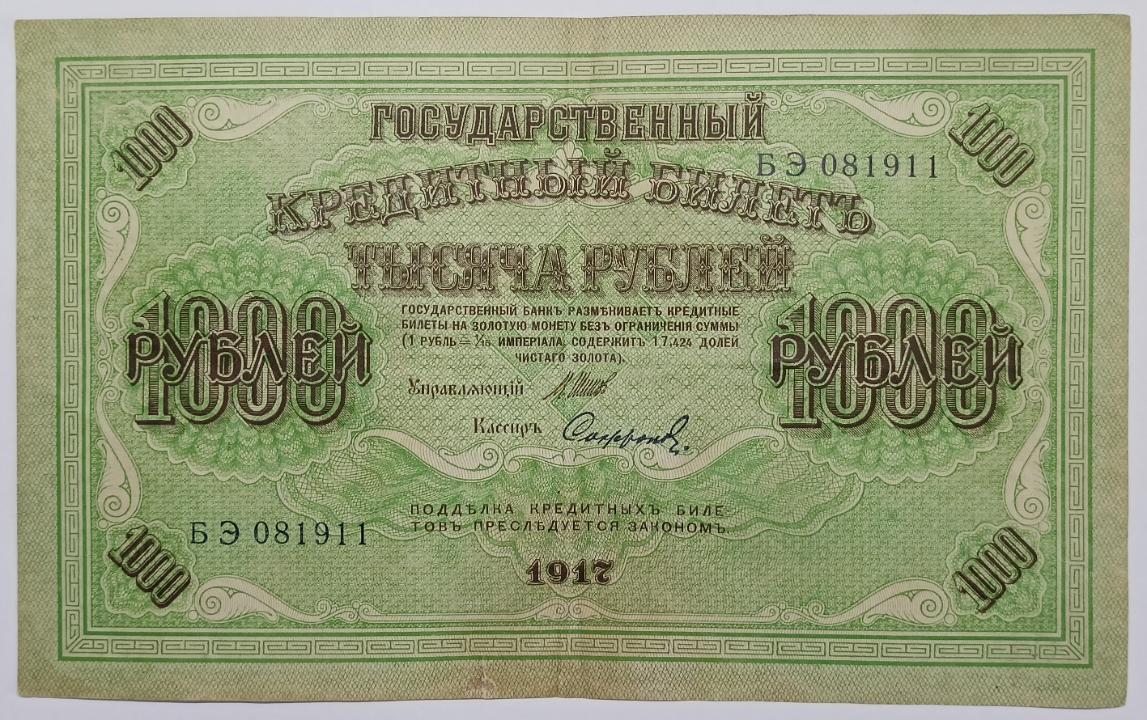 1000
1000
ГОСУДАРСТВЕННЫЙ
БЭ 081911
КРЕДИТНЫЙ БИЛЕТЪ
ТЫСЯЧА РУБЛЕЙ
1000
РУБЛЕЙ
1000
РУБЛЕЙ
ГОСУДАРСТВЕННЫЙ БАНКЪ РАЗМѢНИВАЕТЪ КРЕДИТНЫЕ
БИЛЕТЫ НА ЗОЛОТУЮ МОНЕТУ БЕЗЪ ОГРАНИЧЕНІЯ СУММЫ
(1 РУБЛЬ = 1/15 ИМПЕРІАЛА, СОДЕРЖИТЪ 17,424 ДОЛЕЙ
ЧИСТАГО ЗОЛОТА).
Управляющій
Кассиръ Сафронов
ПОДДѢЛКА КРЕДИТНЫХЪ БИЛЕ-
ТОВЪ ПРЕСЛѢДУЕТСЯ ЗАКОНОМЪ.
БЭ 081911
1917
1000
1000